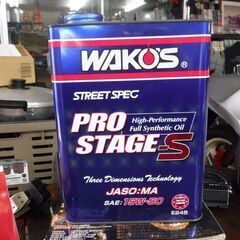 WAKO'S®
STREET SPEC
PRO
High-Performance
Full Synthetic Oil
STAGE-S
Three Dimensions Technology
JASO:MA
SAE:15W-50
E245